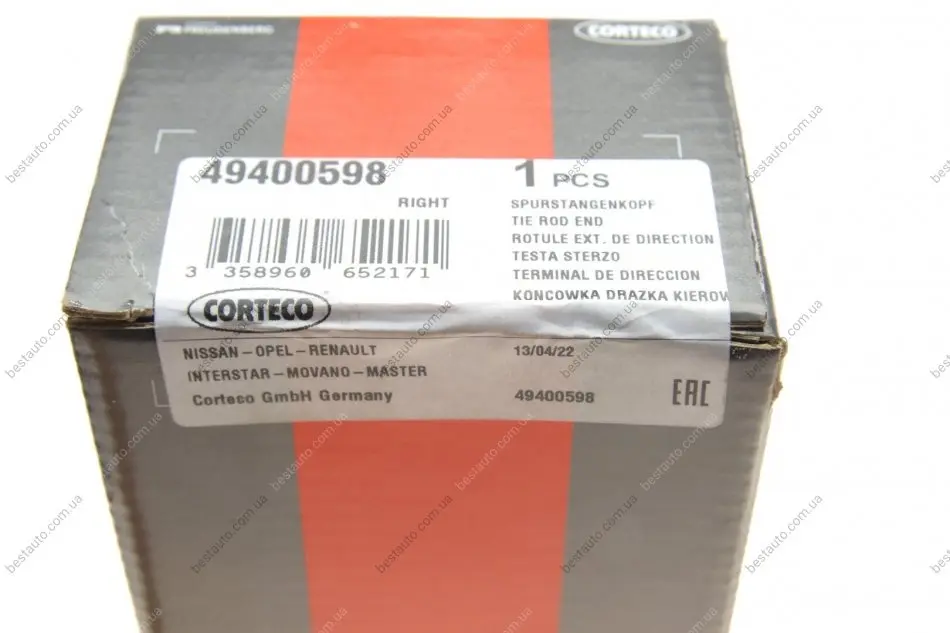 FREUDENBERG
CORTECO
49400598
1 PCS
RIGHT
SPURSTANGENKOPF
TIE ROD END
ROTULE EXT. DE DIRECTION
TESTA STERZO
TERMINAL DE DIRECCION
KONCOWKA DRAZKA KIEROW
3 358960 652171
CORTECO
NISSAN-OPEL-RENAULT
13/04/22
INTERSTAR-MOVANO-MASTER
Corteco GmbH Germany
49400598
EAC
bestauto.com.ua